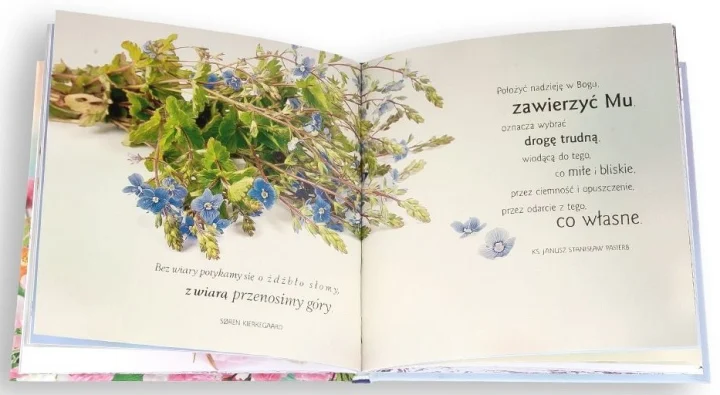 Bez wiary potykamy się o źdźbło słomy,
z wiarą przenosimy góry
SØREN KIERKEGAARD
Położyć nadzieję w Bogu,
zawierzyć Mu,
oznacza wybrać
drogę trudną,
wiodącą do tego,
co miłe i bliskie,
przez ciemność i opuszczenie,
przez odarcie z tego,
co własne.
KS. JANUSZ STANISŁAW PASIERB